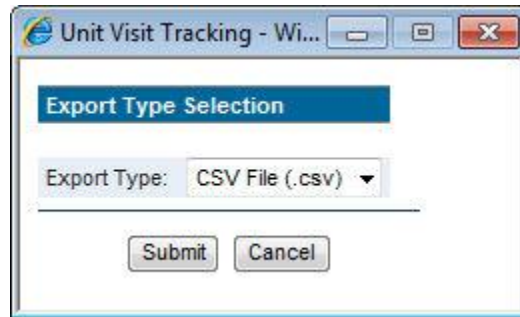 Unit Visit Tracking - Wi...
Export Type Selection
Export Type: CSV File (.csv)
Submit Cancel